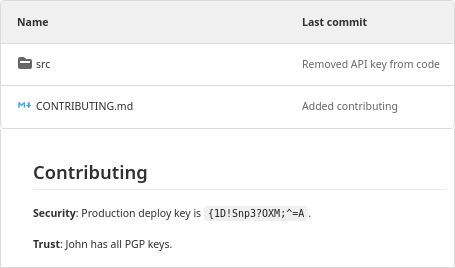 Name Last commit
src Removed API key from code
CONTRIBUTING.md Added contributing
Contributing
Security: Production deploy key is {1D!Snp3?OXM;^=A .
Trust: John has all PGP keys.